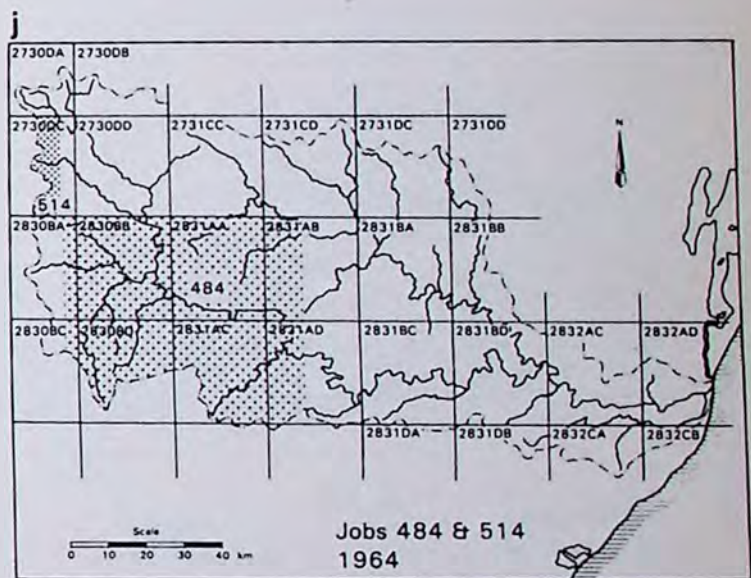 j
2730DA 2730DB
2730DC 2730DD 2731CC 2731CD 2731DC 2731DD
N
514
2830BA 2830BB 2831AA 2831AB 2831BA 2831BB
484
2830BC 2830BD 2831AC 2831AD 2831BC 2831BD 2832AC 2832AD
2831DA 2831DB 2832CA 2832CB
Scale
0 10 20 30 40 km
Jobs 484 & 514
1964